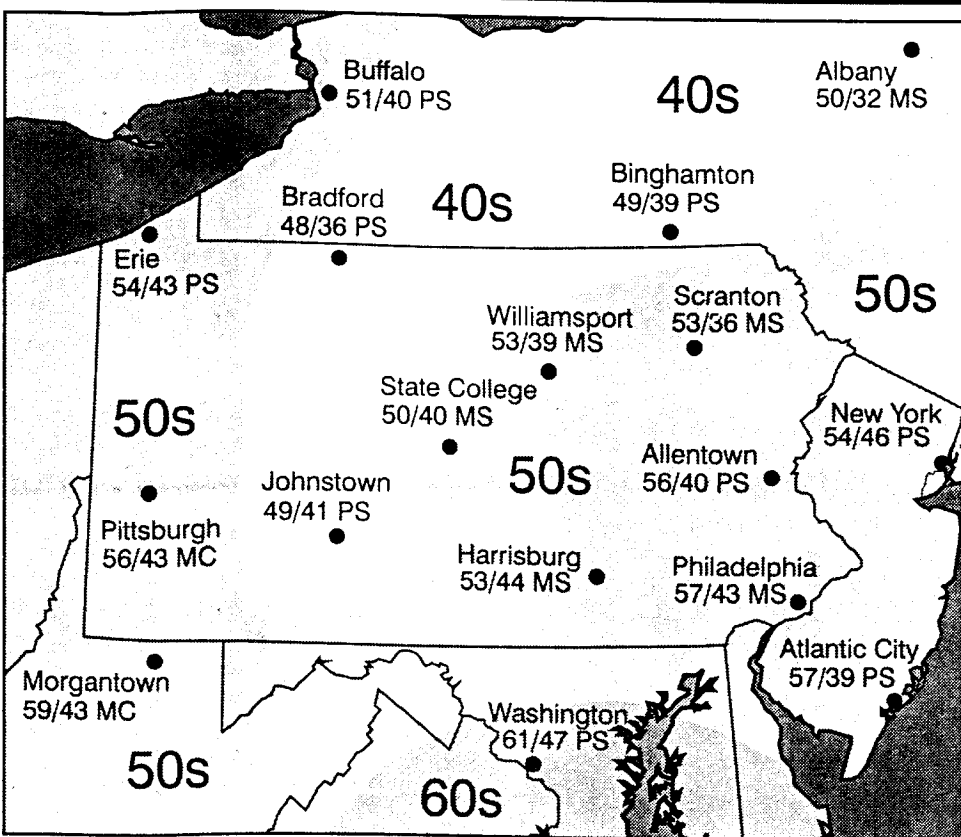 Buffalo
51/40 PS
40s
Albany
50/32 MS
Bradford
48/36 PS
40s
Binghamton
49/39 PS
Erie
54/43 PS
50s
Scranton
53/36 MS
Williamsport
53/39 MS
State College
50/40 MS
50s
New York
54/46 PS
Johnstown
49/41 PS
50s
Allentown
56/40 PS
Pittsburgh
56/43 MC
Harrisburg
53/44 MS
Philadelphia
57/43 MS
Atlantic City
57/39 PS
Morgantown
59/43 MC
Washington
61/47 PS
50s
60s